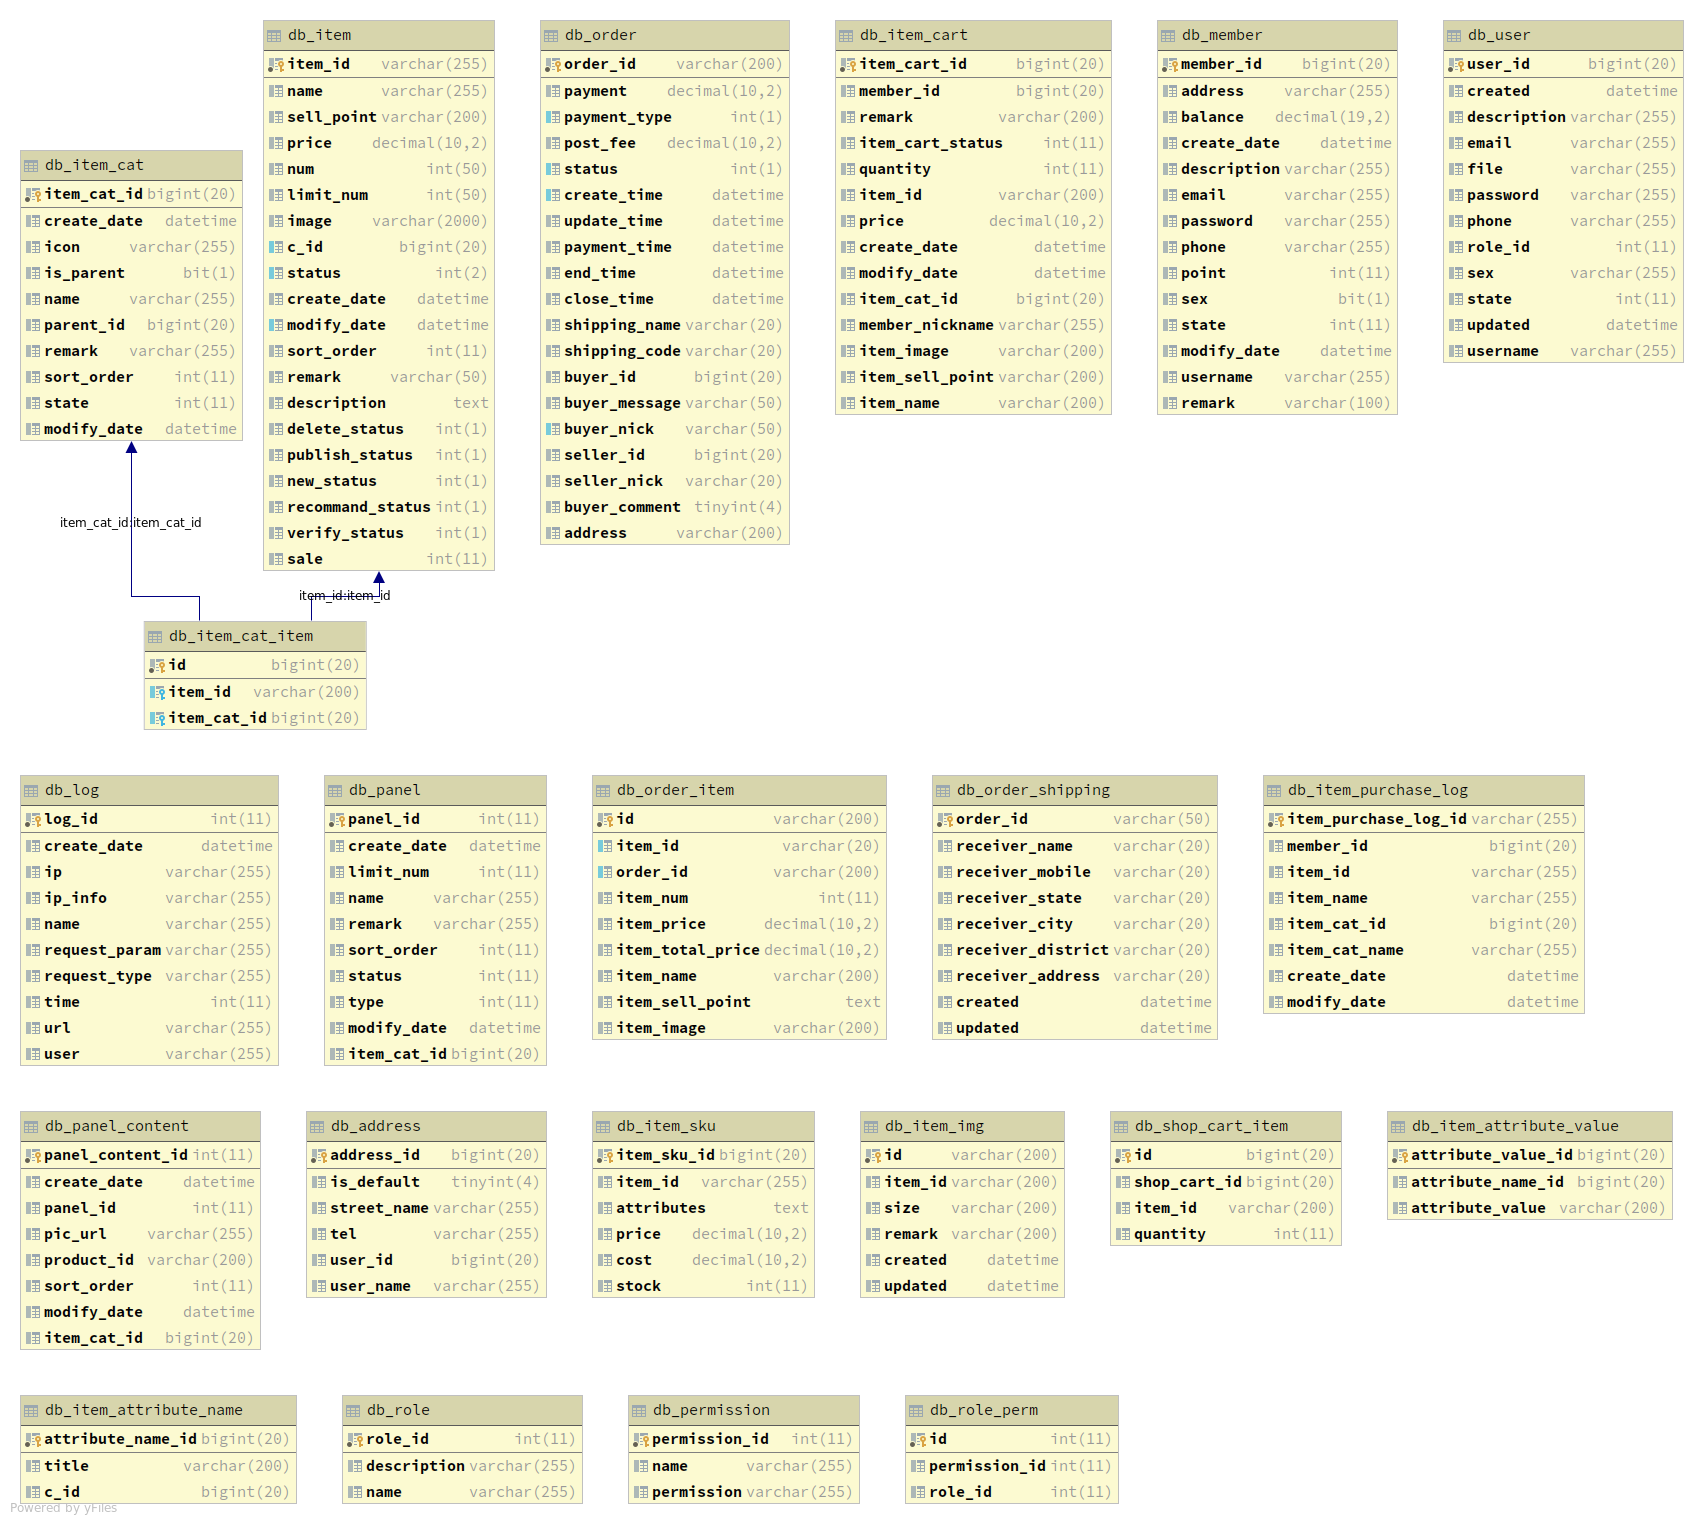 db_item_cat
item_cat_id bigint(20)
create_date datetime
icon varchar(255)
is_parent bit(1)
name varchar(255)
parent_id bigint(20)
remark varchar(255)
sort_order int(11)
state int(11)
modify_date datetime
db_item
item_id varchar(255)
name varchar(255)
sell_point varchar(200)
price decimal(10,2)
num int(50)
limit_num int(50)
image varchar(2000)
c_id bigint(20)
status int(2)
create_date datetime
modify_date datetime
sort_order int(11)
remark varchar(50)
description text
delete_status int(1)
publish_status int(1)
new_status int(1)
recommand_status int(1)
verify_status int(1)
sale int(11)
db_order
order_id varchar(200)
payment decimal(10,2)
payment_type int(1)
post_fee decimal(10,2)
status int(1)
create_time datetime
update_time datetime
payment_time datetime
end_time datetime
close_time datetime
shipping_name varchar(20)
shipping_code varchar(20)
buyer_id bigint(20)
buyer_message varchar(50)
buyer_nick varchar(50)
seller_id bigint(20)
seller_nick varchar(20)
buyer_comment tinyint(4)
address varchar(200)
db_item_cart
item_cart_id bigint(20)
member_id bigint(20)
remark varchar(200)
item_cart_status int(11)
quantity int(11)
item_id varchar(200)
price decimal(10,2)
create_date datetime
modify_date datetime
item_cat_id bigint(20)
member_nickname varchar(255)
item_image varchar(200)
item_sell_point varchar(200)
item_name varchar(200)
db_member
member_id bigint(20)
address varchar(255)
balance decimal(19,2)
create_date datetime
description varchar(255)
email varchar(255)
password varchar(255)
phone varchar(255)
point int(11)
sex bit(1)
state int(11)
modify_date datetime
username varchar(255)
remark varchar(100)
db_user
user_id bigint(20)
created datetime
description varchar(255)
email varchar(255)
file varchar(255)
password varchar(255)
phone varchar(255)
role_id int(11)
sex varchar(255)
state int(11)
updated datetime
username varchar(255)
item_cat_id:item_cat_id
item_id:item_id
db_item_cat_item
id bigint(20)
item_id varchar(200)
item_cat_id bigint(20)
db_log
log_id int(11)
create_date datetime
ip varchar(255)
ip_info varchar(255)
name varchar(255)
request_param varchar(255)
request_type varchar(255)
time int(11)
url varchar(255)
user varchar(255)
db_panel
panel_id int(11)
create_date datetime
limit_num int(11)
name varchar(255)
remark varchar(255)
sort_order int(11)
status int(11)
type int(11)
modify_date datetime
item_cat_id bigint(20)
db_order_item
id varchar(200)
item_id varchar(20)
order_id varchar(200)
item_num int(11)
item_price decimal(10,2)
item_total_price decimal(10,2)
item_name varchar(200)
item_sell_point text
item_image varchar(200)
db_order_shipping
order_id varchar(50)
receiver_name varchar(20)
receiver_mobile varchar(20)
receiver_state varchar(20)
receiver_city varchar(20)
receiver_district varchar(20)
receiver_address varchar(20)
created datetime
updated datetime
db_item_purchase_log
item_purchase_log_id varchar(255)
member_id bigint(20)
item_id varchar(255)
item_name varchar(255)
item_cat_id bigint(20)
item_cat_name varchar(255)
create_date datetime
modify_date datetime
db_panel_content
panel_content_id int(11)
create_date datetime
panel_id int(11)
pic_url varchar(255)
product_id varchar(200)
sort_order int(11)
modify_date datetime
item_cat_id bigint(20)
db_address
address_id bigint(20)
is_default tinyint(4)
street_name varchar(255)
tel varchar(255)
user_id bigint(20)
user_name varchar(255)
db_item_sku
item_sku_id bigint(20)
item_id varchar(255)
attributes text
price decimal(10,2)
cost decimal(10,2)
stock int(11)
db_item_img
id varchar(200)
item_id varchar(200)
size varchar(200)
remark varchar(200)
created datetime
updated datetime
db_shop_cart_item
id bigint(20)
shop_cart_id bigint(20)
item_id varchar(200)
quantity int(11)
db_item_attribute_value
attribute_value_id bigint(20)
attribute_name_id bigint(20)
attribute_value varchar(200)
db_item_attribute_name
attribute_name_id bigint(20)
title varchar(200)
c_id bigint(20)
db_role
role_id int(11)
description varchar(255)
name varchar(255)
db_permission
permission_id int(11)
name varchar(255)
permission varchar(255)
db_role_perm
id int(11)
permission_id int(11)
role_id int(11)
Powered by yFiles